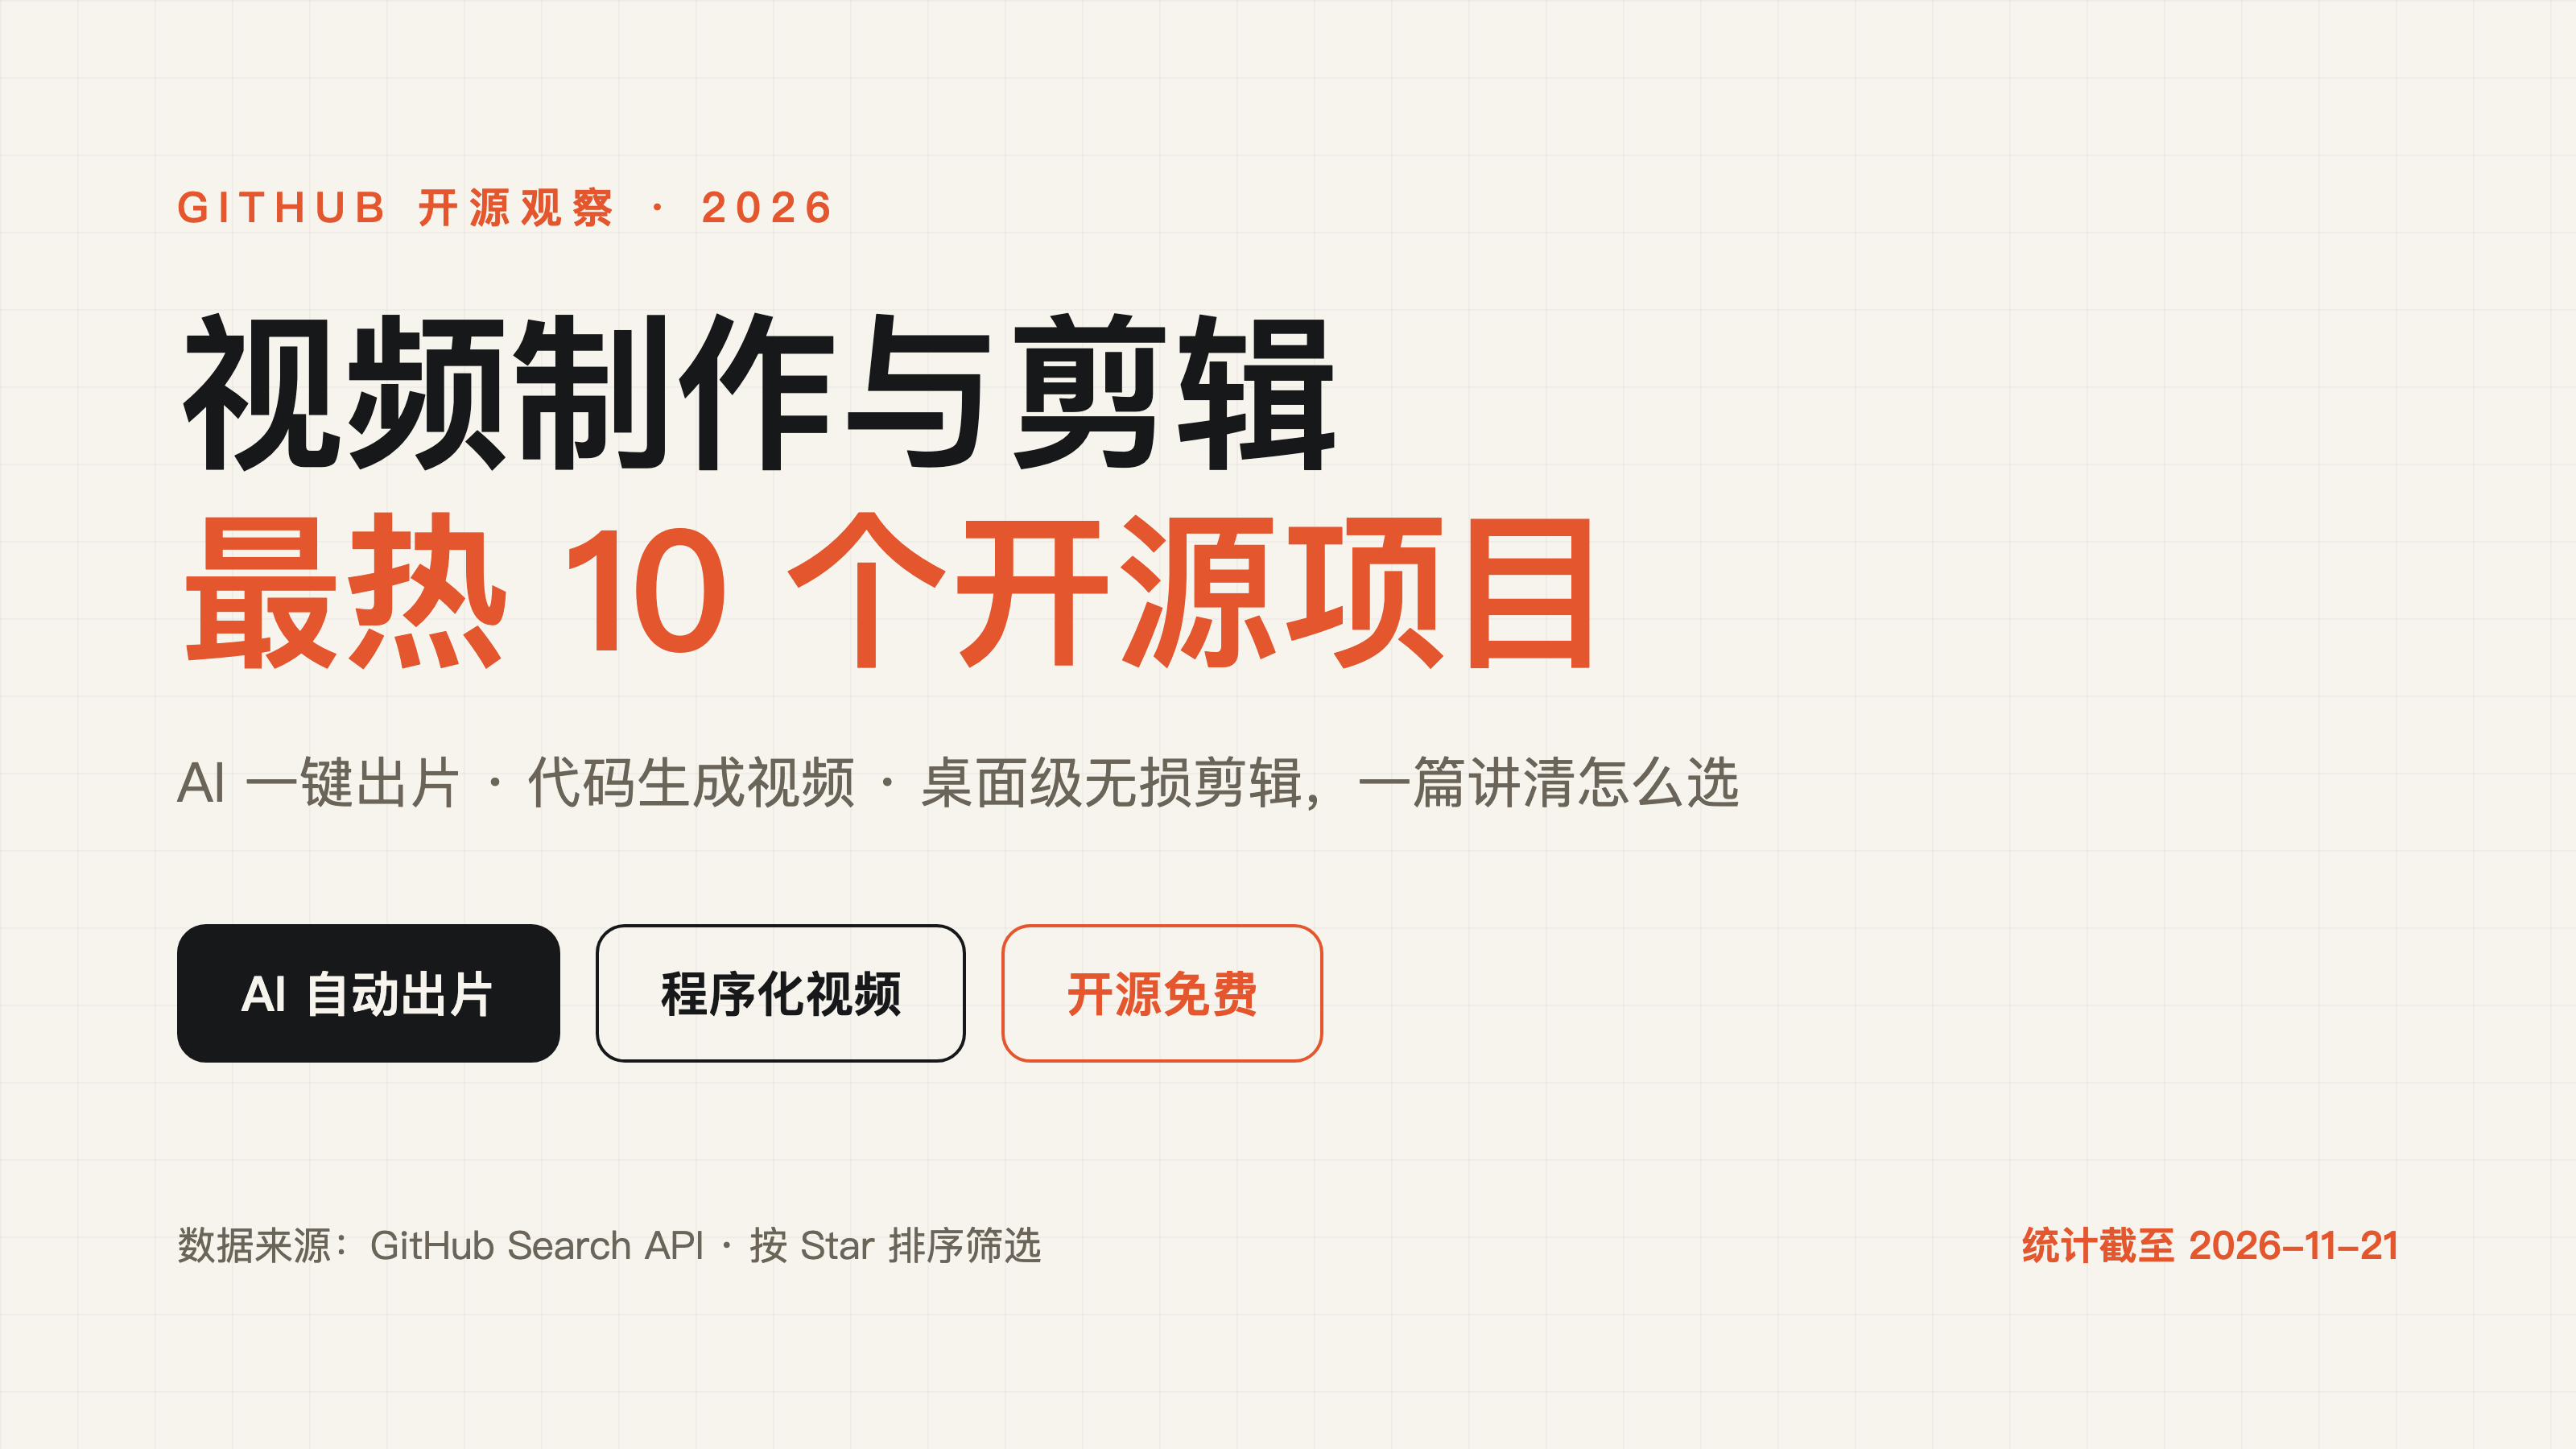 GITHUB 开源观察 · 2026
视频制作与剪辑
最热 10 个开源项目
AI 一键出片 · 代码生成视频 · 桌面级无损剪辑，一篇讲清怎么选
AI 自动出片
程序化视频
开源免费
数据来源：GitHub Search API · 按 Star 排序筛选
统计截至 2026-11-21